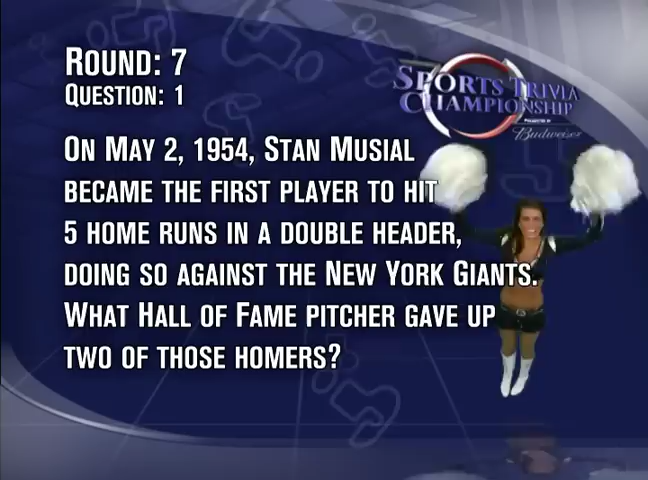 ROUND: 7
QUESTION: 1
SPORTS TRIVIA
CHAMPIONSHIP
PRESENTED BY
Budweiser
ON MAY 2, 1954, STAN MUSIAL
BECAME THE FIRST PLAYER TO HIT
5 HOME RUNS IN A DOUBLE HEADER,
DOING SO AGAINST THE NEW YORK GIANTS.
WHAT HALL OF FAME PITCHER GAVE UP
TWO OF THOSE HOMERS?